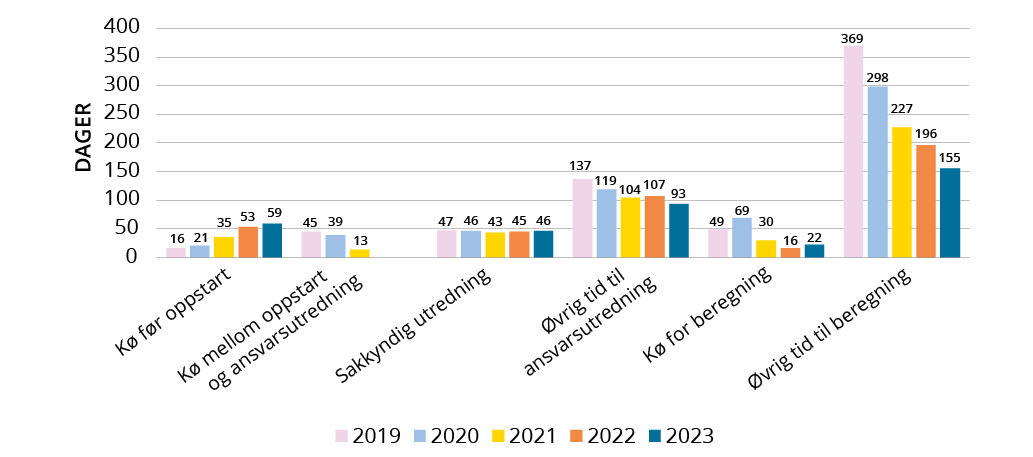 400
350
300
250
200
150
100
50
0
DAGER
16 21 35 53 59
45 39 13
47 46 43 45 46
137 119 104 107 93
49 69 30 16 22
369 298 227 196 155
Kø før oppstart
Kø mellom oppstart
og ansvarsutredning
Sakkyndig utredning
Øvrig tid til
ansvarsutredning
Kø for beregning
Øvrig tid til beregning
2019 2020 2021 2022 2023